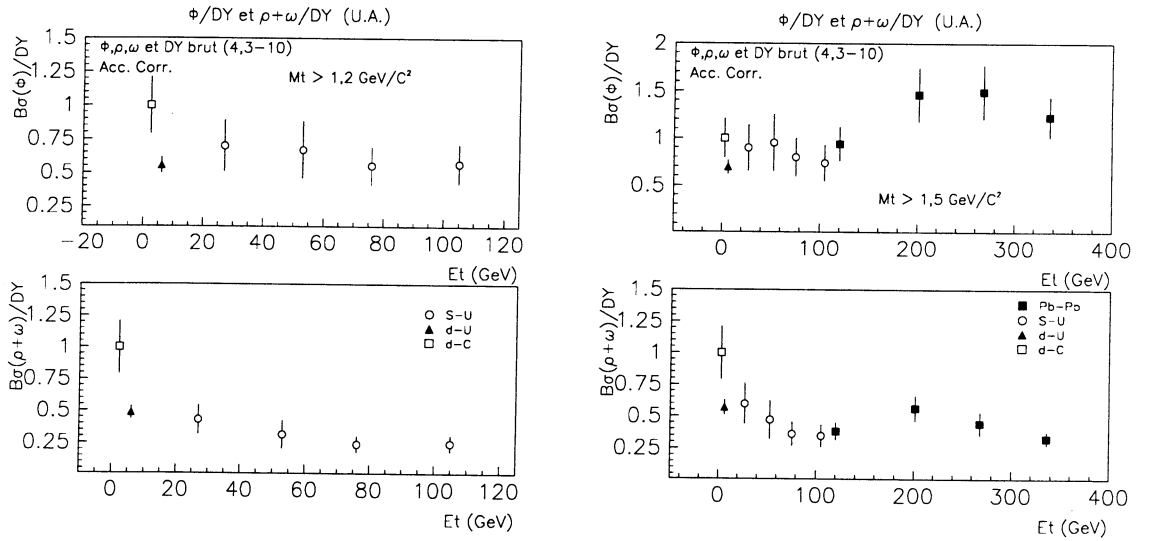 Φ/DY et ρ+ω/DY (U.A.)
Bσ(Φ)/DY
1.5
1.25
1
0.75
0.5
0.25
Φ,ρ,ω et DY brut (4,3−10)
Acc. Corr.
Mt > 1,2 GeV/C²
−20
0
20
40
60
80
100
120
Et (GeV)
Bσ(ρ+ω)/DY
1.5
1.25
1
0.75
0.5
0.25
S−U
d−U
d−C
0
20
40
60
80
100
120
Et (GeV)
Φ/DY et ρ+ω/DY (U.A.)
Bσ(Φ)/DY
2
1.5
1
0.5
Φ,ρ,ω et DY brut (4,3−10)
Acc. Corr.
Mt > 1,5 GeV/C²
0
100
200
300
400
Et (GeV)
Bσ(ρ+ω)/DY
1.5
1.25
1
0.75
0.5
0.25
Pb−Pb
S−U
d−U
d−C
0
100
200
300
400
Et (GeV)